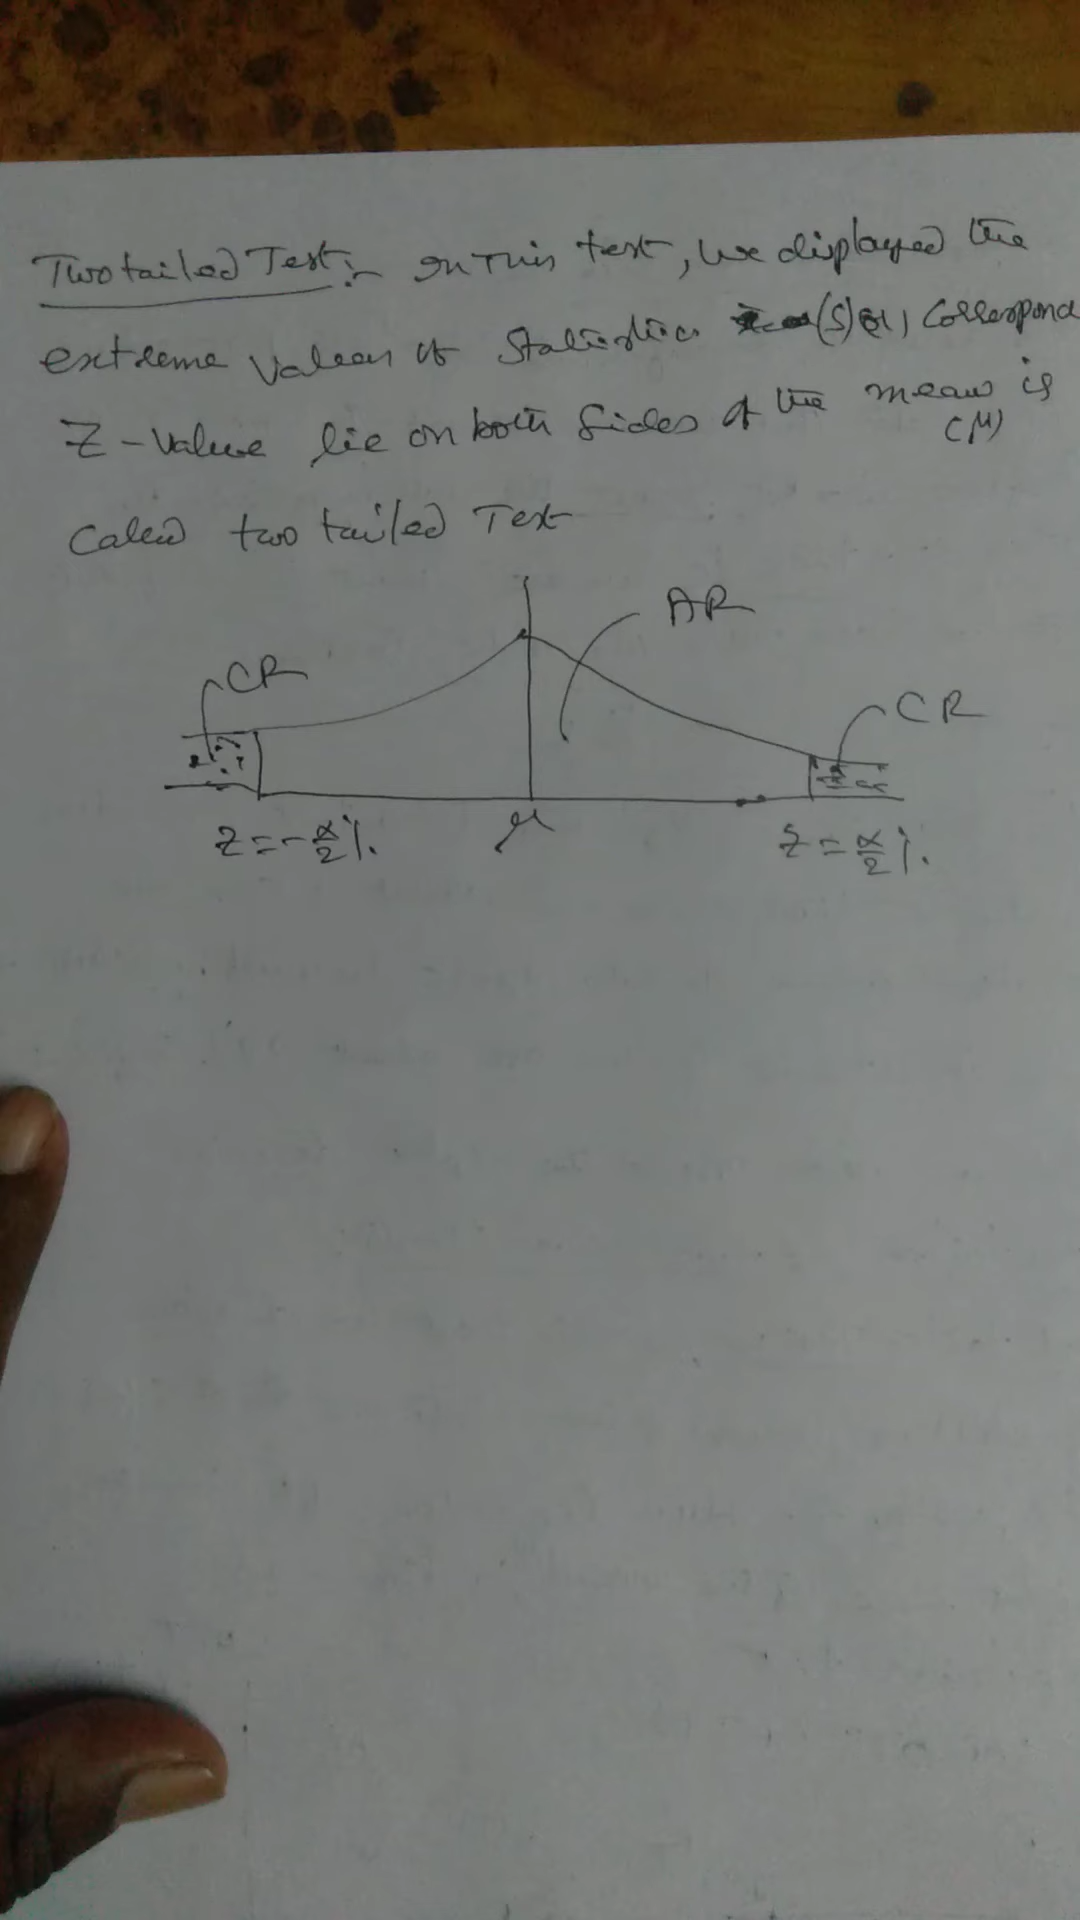 Two tailed Test :- In This test, we displayed the
extreme values of statistics (S) or, Correspond
Z-value lie on both sides of the mean is
(μ)
Called two tailed Test
AR
CR
CR
Z = -α/2 %.
μ
Z = α/2 %.